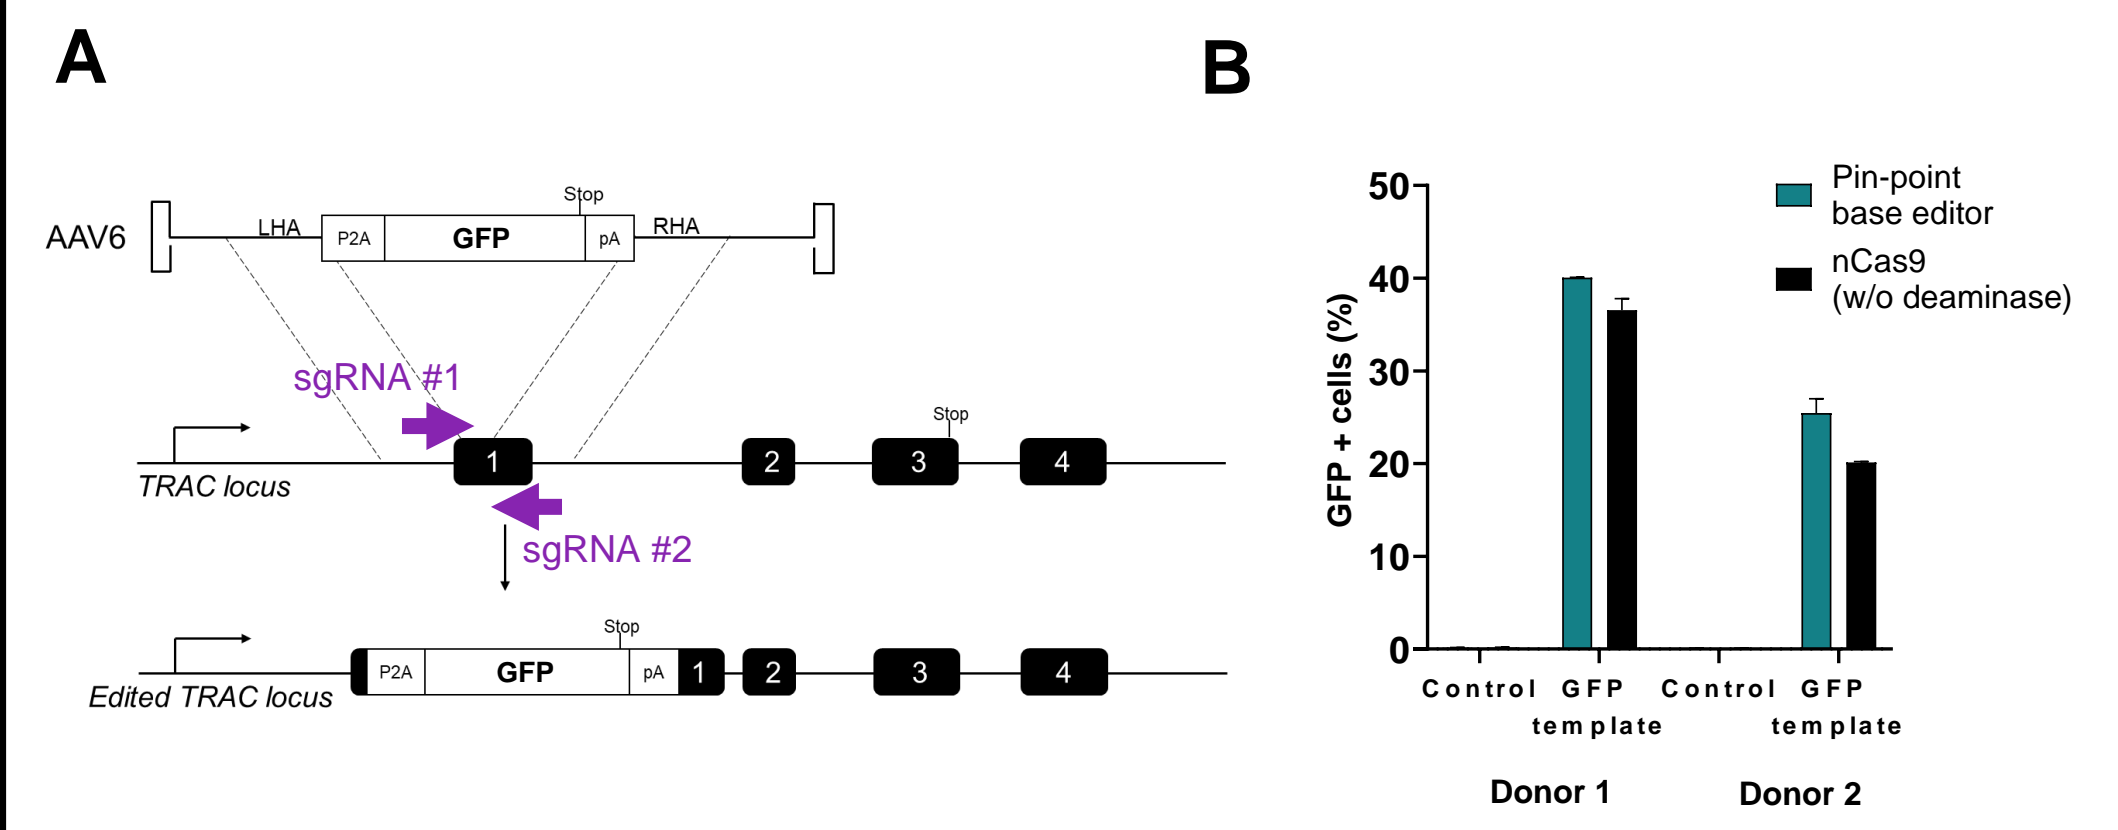 A
Stop
AAV6
LHA
P2A
GFP
pA
RHA
sgRNA #1
Stop
1
2
3
4
TRAC locus
sgRNA #2
Stop
P2A
GFP
pA
1
2
3
4
Edited TRAC locus
B
Pin-point
base editor
nCas9
(w/o deaminase)
GFP + cells (%)
50
40
30
20
10
0
Control
GFP
template
Control
GFP
template
Donor 1
Donor 2